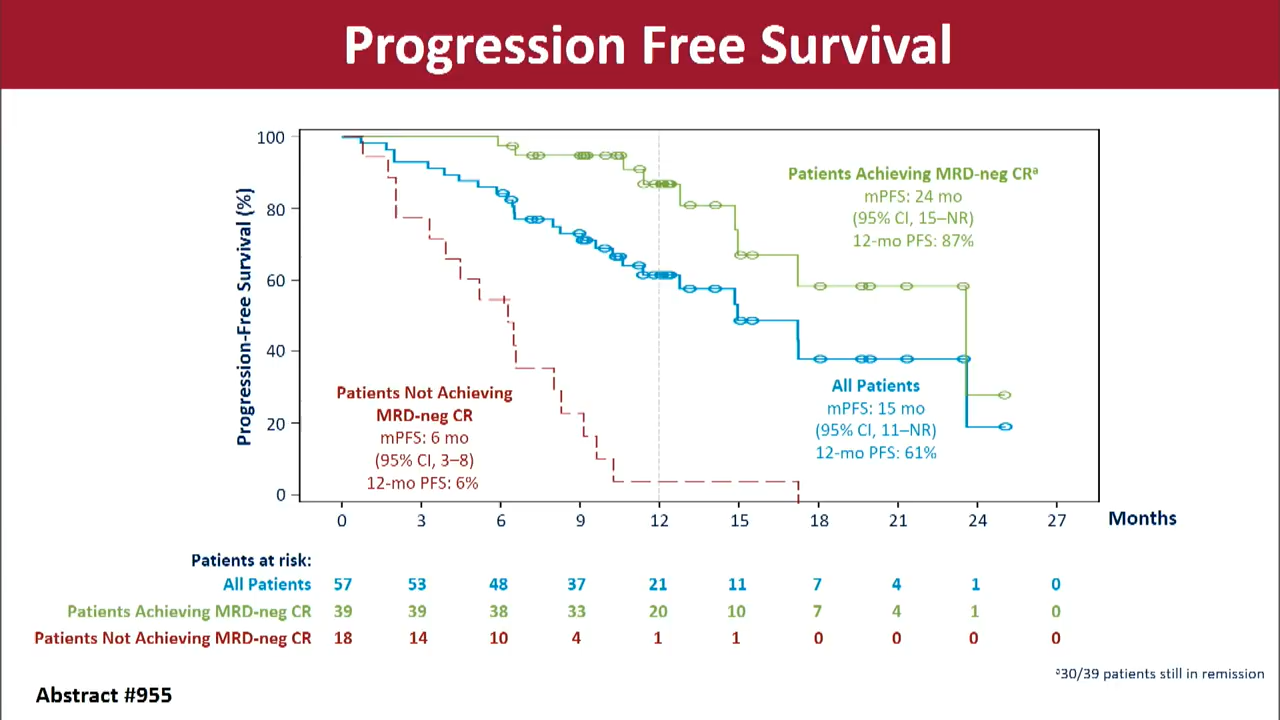 Progression Free Survival
Progression-Free Survival (%)
100
80
60
40
20
0
Patients Achieving MRD-neg CRᵃ
mPFS: 24 mo
(95% CI, 15–NR)
12-mo PFS: 87%
Patients Not Achieving
MRD-neg CR
mPFS: 6 mo
(95% CI, 3–8)
12-mo PFS: 6%
All Patients
mPFS: 15 mo
(95% CI, 11–NR)
12-mo PFS: 61%
0 3 6 9 12 15 18 21 24 27 Months
Patients at risk:
All Patients 57 53 48 37 21 11 7 4 1 0
Patients Achieving MRD-neg CR 39 39 38 33 20 10 7 4 1 0
Patients Not Achieving MRD-neg CR 18 14 10 4 1 1 0 0 0 0
ᵃ30/39 patients still in remission
Abstract #955